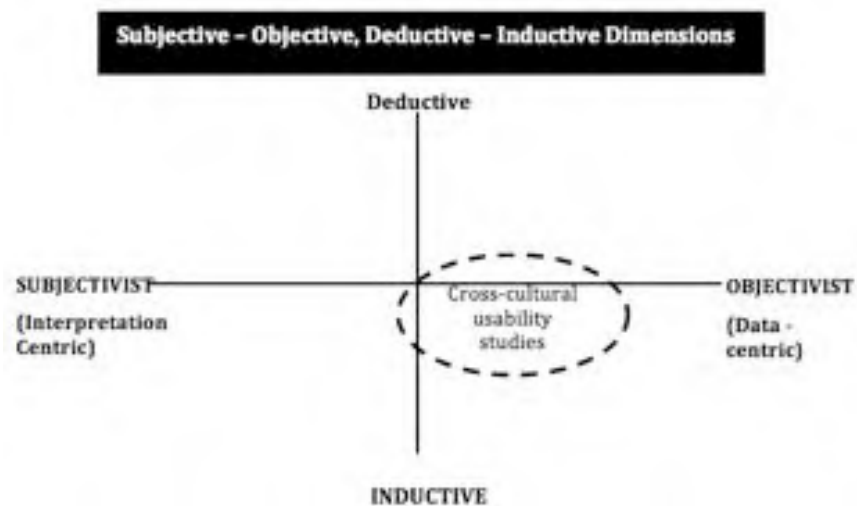 Subjective – Objective, Deductive – Inductive Dimensions
Deductive
SUBJECTIVIST
(Interpretation
Centric)
Cross-cultural
usability
studies
OBJECTIVIST
(Data -
centric)
INDUCTIVE